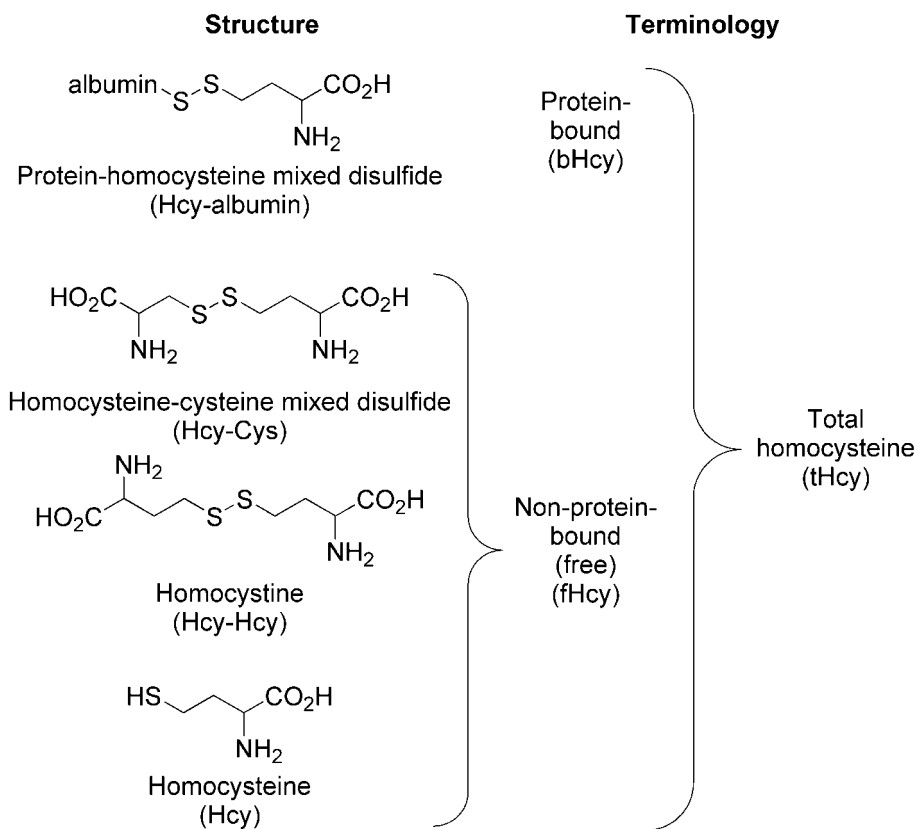 Structure
Terminology
albumin S S CO2H
NH2
Protein-homocysteine mixed disulfide
(Hcy-albumin)
Protein-
bound
(bHcy)
HO2C S S CO2H
NH2 NH2
Homocysteine-cysteine mixed disulfide
(Hcy-Cys)
NH2
HO2C S S CO2H
NH2
Homocystine
(Hcy-Hcy)
HS CO2H
NH2
Homocysteine
(Hcy)
Non-protein-
bound
(free)
(fHcy)
Total
homocysteine
(tHcy)